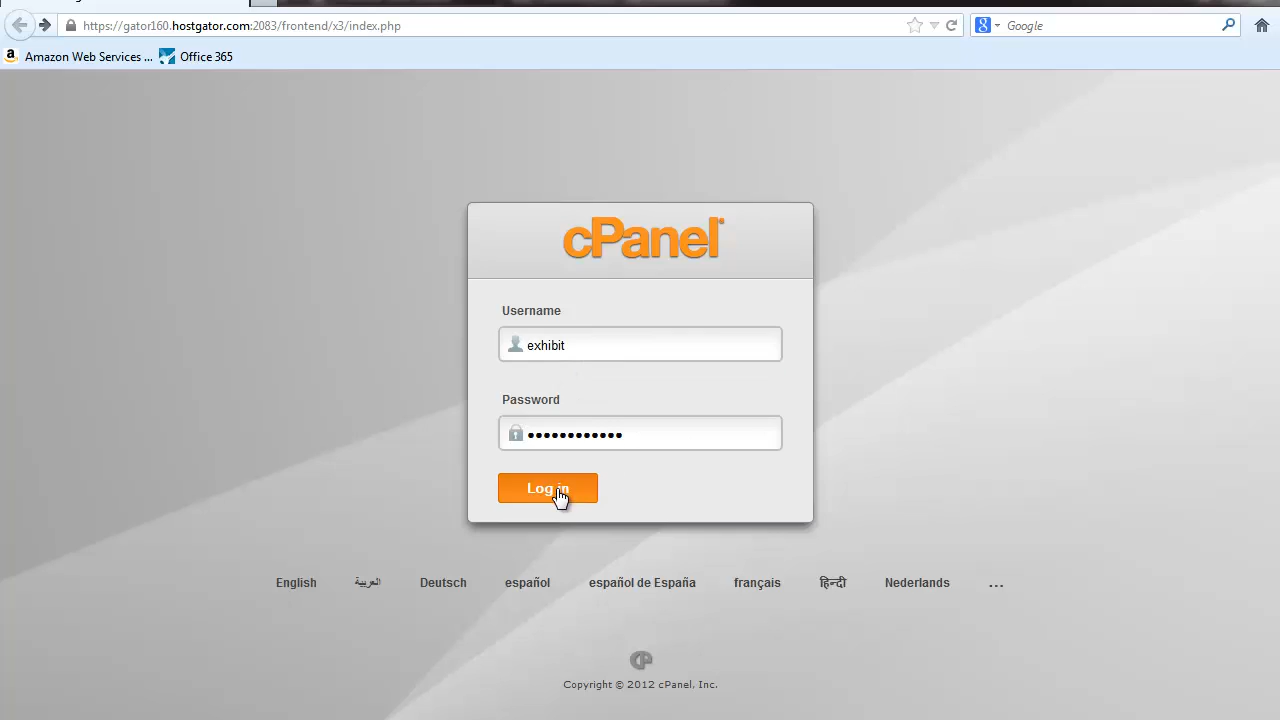 https://gator160.hostgator.com:2083/frontend/x3/index.php
Google
Amazon Web Services ...
Office 365
cPanel
Username
exhibit
Password
••••••••••••
Log in
English العربية Deutsch español español de España français हिन्दी Nederlands ...
Copyright © 2012 cPanel, Inc.